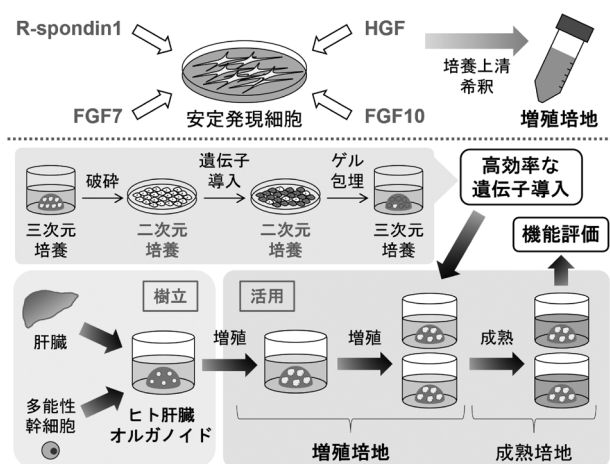 R-spondin1
HGF
FGF7
FGF10
安定発現細胞
培養上清
希釈
増殖培地
破砕
遺伝子
導入
ゲル
包埋
三次元
培養
二次元
培養
二次元
培養
三次元
培養
高効率な
遺伝子導入
機能評価
樹立
活用
肝臓
多能性
幹細胞
ヒト肝臓
オルガノイド
増殖
増殖
成熟
増殖培地
成熟培地